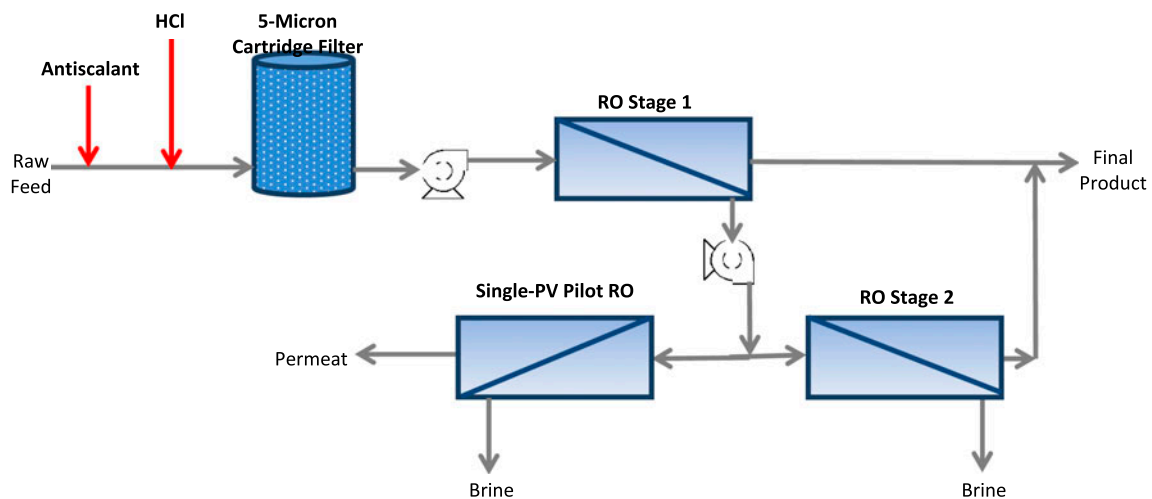 HCl
5-Micron
Cartridge Filter
Antiscalant
RO Stage 1
Raw
Feed
Final
Product
Single-PV Pilot RO
RO Stage 2
Permeat
Brine
Brine